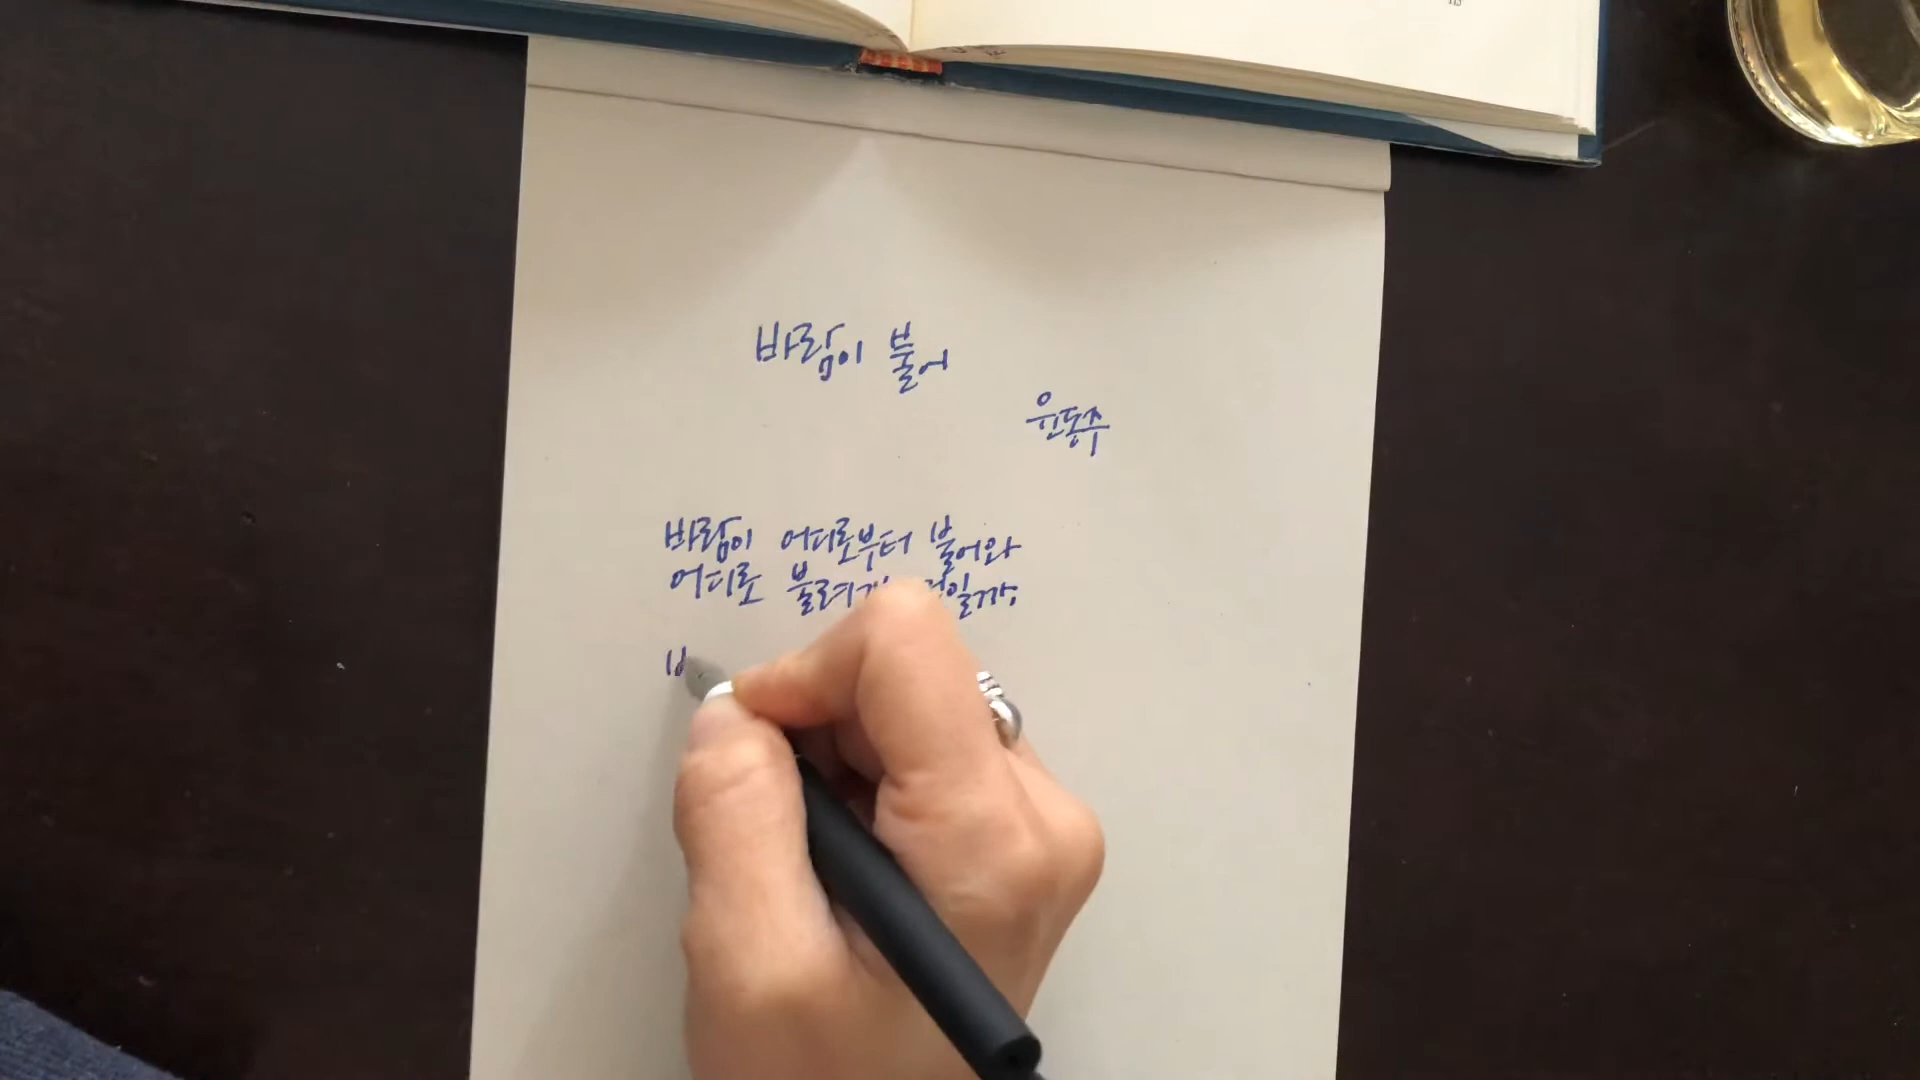 바람이 불어
윤동주
바람이 어디로부터 불어와
어디로 불려가 일까,